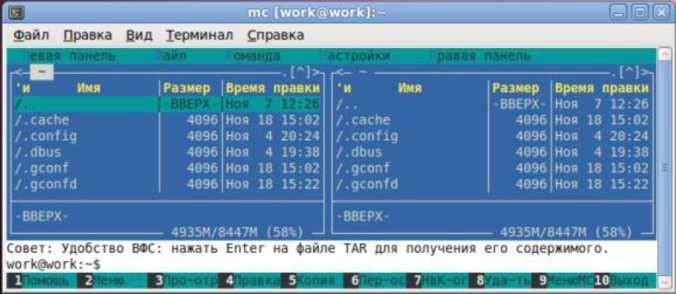 mc [work@work]:~
Файл Правка Вид Терминал Справка
Левая панель Файл Команда Настройки Правая панель
<— ~ .[^]> <— ~ .[^]>
'и Имя Размер Время правки 'и Имя Размер Время правки
/.. -ВВЕРХ- Ноя 7 12:26 /.. -ВВЕРХ- Ноя 7 12:26
/.cache 4096 Ноя 18 15:02 /.cache 4096 Ноя 18 15:02
/.config 4096 Ноя 4 20:24 /.config 4096 Ноя 4 20:24
/.dbus 4096 Ноя 4 19:38 /.dbus 4096 Ноя 4 19:38
/.gconf 4096 Ноя 18 15:02 /.gconf 4096 Ноя 18 15:02
/.gconfd 4096 Ноя 18 15:22 /.gconfd 4096 Ноя 18 15:22
-ВВЕРХ- -ВВЕРХ-
4935M/8447M (58%) 4935M/8447M (58%)
Совет: Удобство ВФС: нажать Enter на файле TAR для получения его содержимого.
work@work:~$
1Помощь 2Меню 3Про~отр 4Правка 5Копия 6Пер~ос 7НвК~ог 8Уда~ть 9МенюMC 10Выход